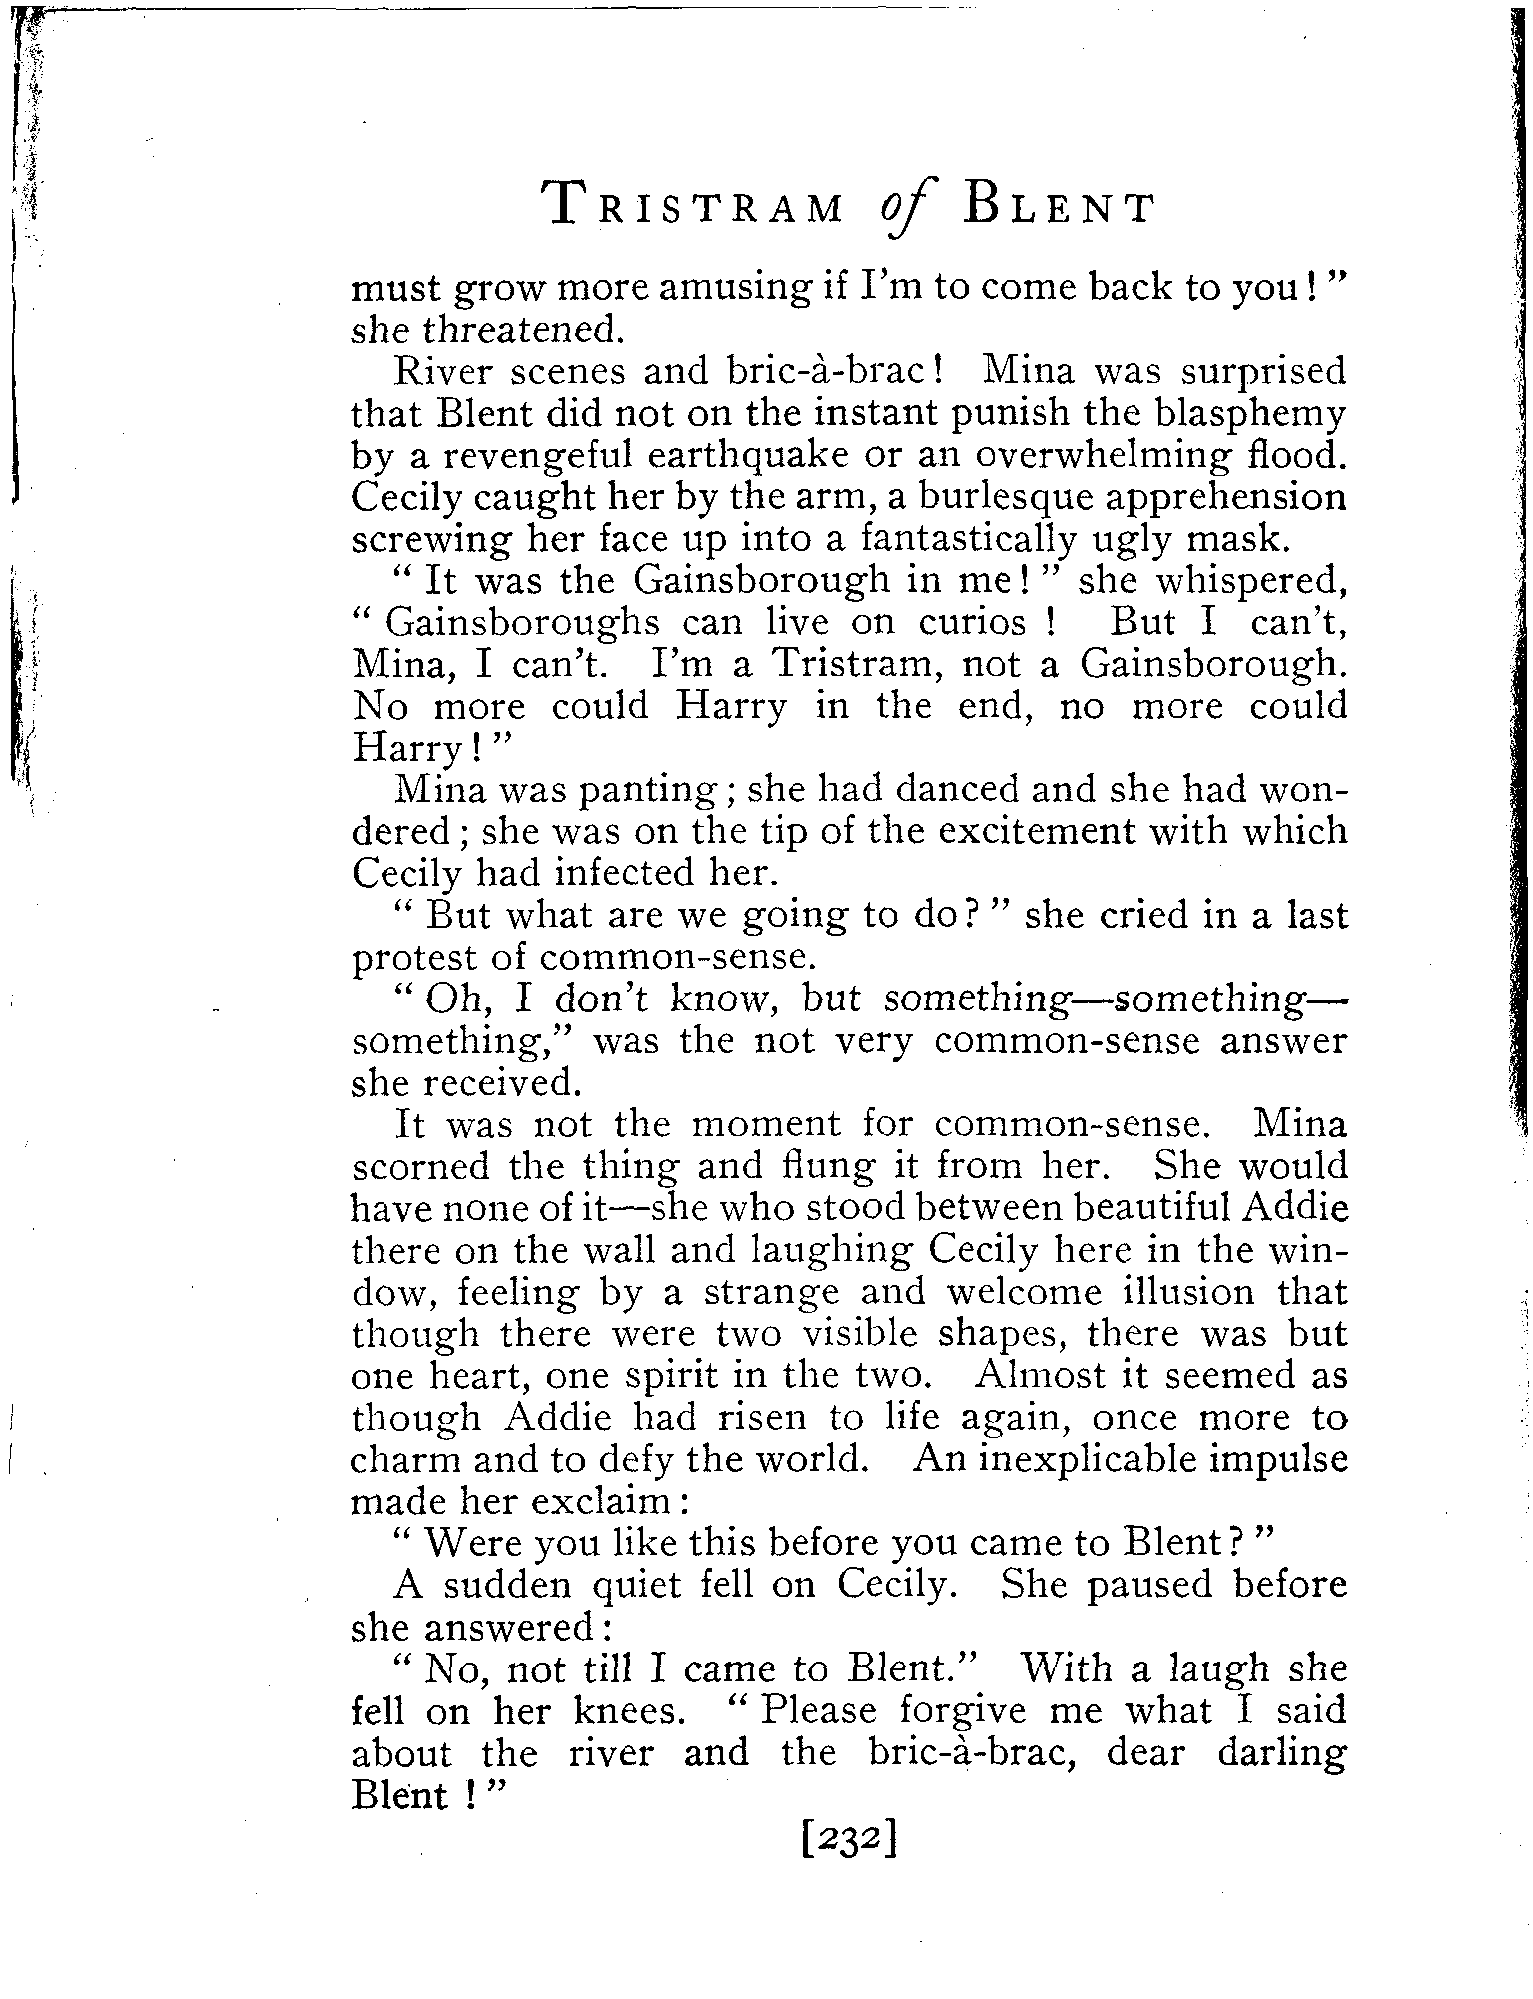 TRISTRAM of BLENT
must grow more amusing if I'm to come back to you!"
she threatened.
River scenes and bric-à-brac! Mina was surprised
that Blent did not on the instant punish the blasphemy
by a revengeful earthquake or an overwhelming flood.
Cecily caught her by the arm, a burlesque apprehension
screwing her face up into a fantastically ugly mask.
"It was the Gainsborough in me!" she whispered,
"Gainsboroughs can live on curios! But I can't,
Mina, I can't. I'm a Tristram, not a Gainsborough.
No more could Harry in the end, no more could
Harry!"
Mina was panting; she had danced and she had won-
dered; she was on the tip of the excitement with which
Cecily had infected her.
"But what are we going to do?" she cried in a last
protest of common-sense.
"Oh, I don't know, but something—something—
something," was the not very common-sense answer
she received.
It was not the moment for common-sense. Mina
scorned the thing and flung it from her. She would
have none of it—she who stood between beautiful Addie
there on the wall and laughing Cecily here in the win-
dow, feeling by a strange and welcome illusion that
though there were two visible shapes, there was but
one heart, one spirit in the two. Almost it seemed as
though Addie had risen to life again, once more to
charm and to defy the world. An inexplicable impulse
made her exclaim:
"Were you like this before you came to Blent?"
A sudden quiet fell on Cecily. She paused before
she answered:
"No, not till I came to Blent." With a laugh she
fell on her knees. "Please forgive me what I said
about the river and the bric-à-brac, dear darling
Blent!"
[232]